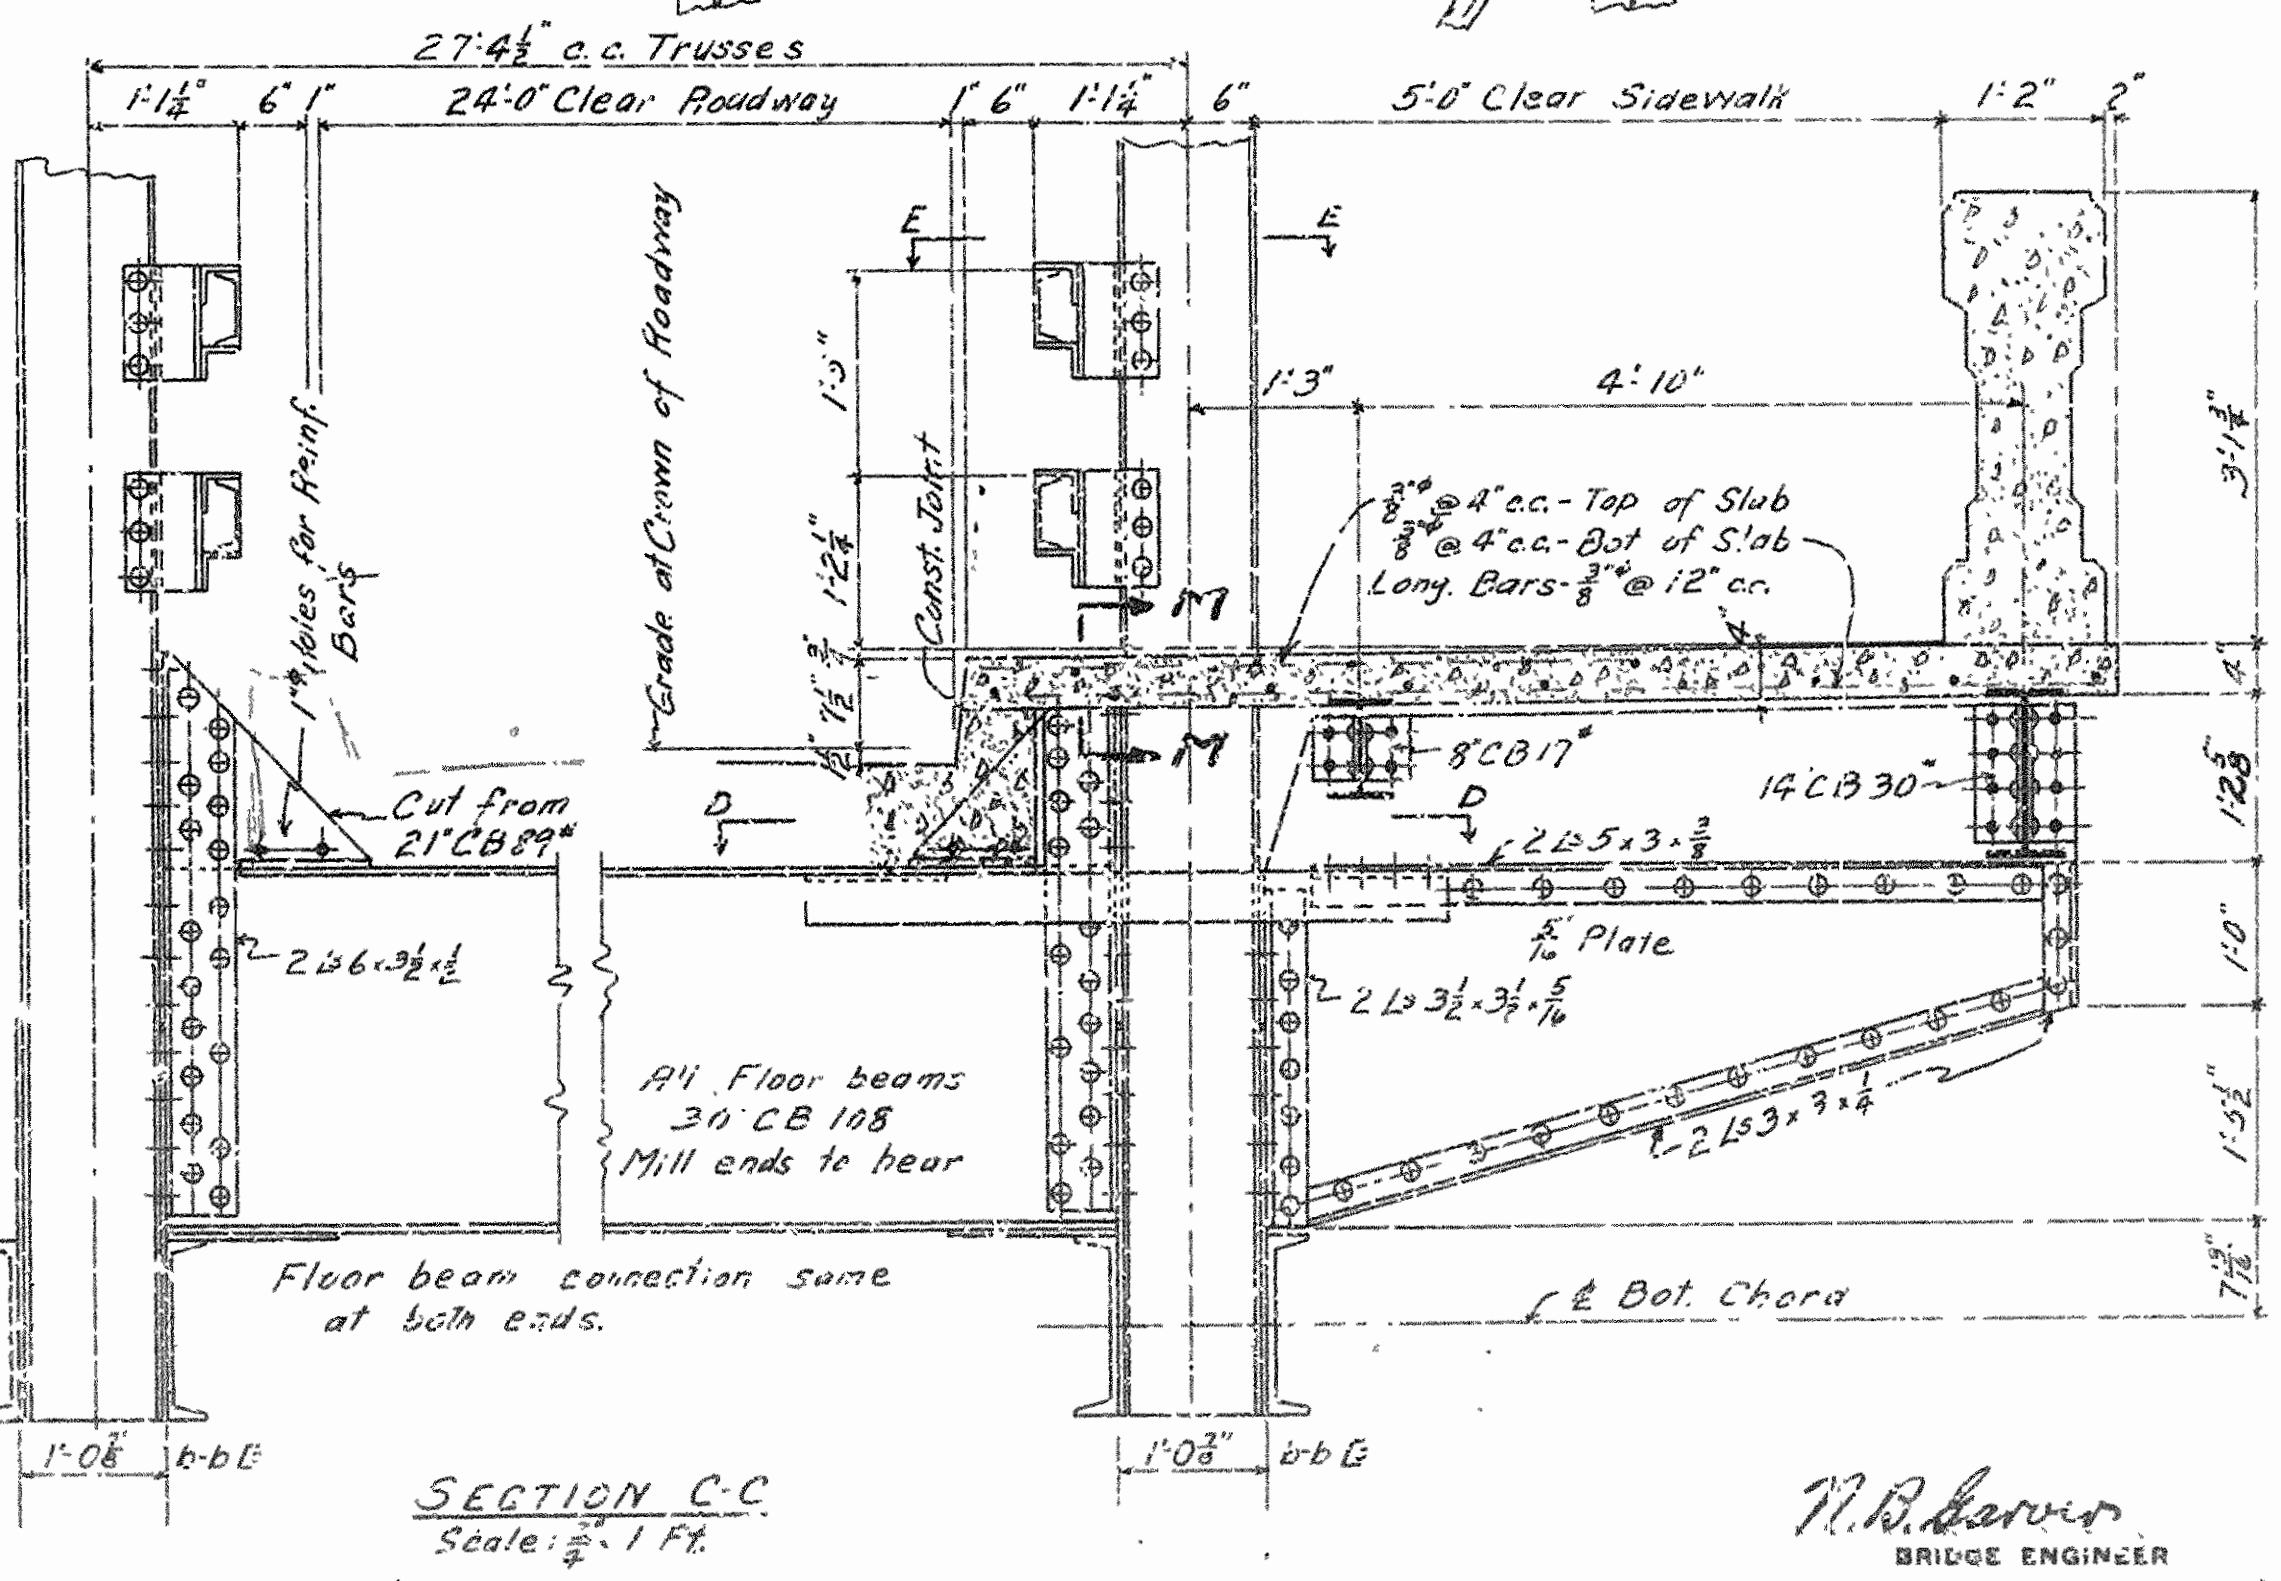 27'-4½" c.c. Trusses
1'-1¼" 6" 1" 24'-0" Clear Roadway 1" 6" 1'-1¼" 6" 5'-0" Clear Sidewalk 1'-2" 2"
E E
Grade at Crown of Roadway
1"ϕ Holes for Reinf.
Bars
Const. Joint
1'-2¼"
7½"
½"
1'-3" 4'-10"
3'-1¾"
⅜"ϕ @ 4" c.c. - Top of Slab
⅜"ϕ @ 4" c.c. - Bot of Slab
Long. Bars - ⅜"ϕ @ 12" c.c.
M
4" 4"
M
8" CB 17#
14" CB 30#
D D
Cut from
21" CB 89#
2 Ls 5 x 3 x ⅜
2 Ls 6 x 3½ x ½
5/16" Plate
1'-0"
2 Ls 3½ x 3½ x 5/16
All Floor beams
30" CB 108
Mill ends to bear
2 Ls 3 x 3 x ¼
1'-5½"
Floor beam connection same
at both ends.
7 9/16"
℄ Bot. Chord
1'-0⅞" b-b [s 1'-0⅞" b-b [s
SECTION C-C
Scale: ¾" = 1 Ft.
N. B. Garver
BRIDGE ENGINEER